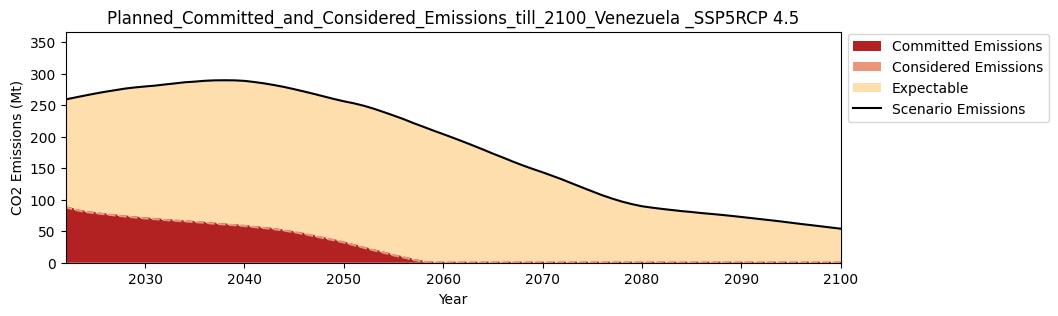 Planned_Committed_and_Considered_Emissions_till_2100_Venezuela _SSP5RCP 4.5
CO2 Emissions (Mt)
350
300
250
200
150
100
50
0
2030 2040 2050 2060 2070 2080 2090 2100
Year
Committed Emissions
Considered Emissions
Expectable
Scenario Emissions